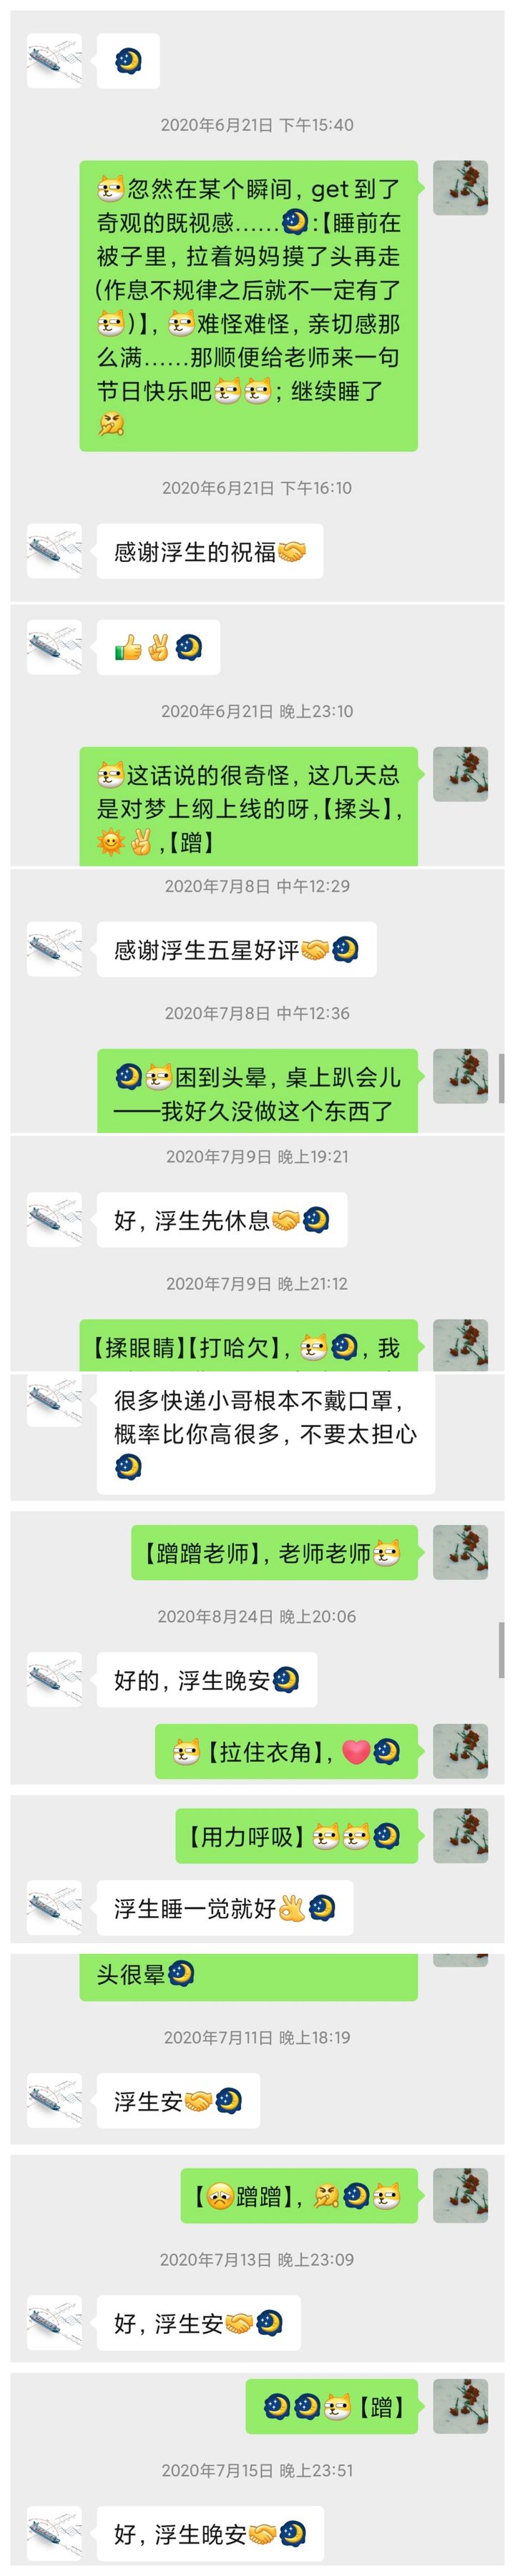 🌙
2020年6月21日 下午15:40
忽然在某个瞬间，get到了
奇观的既视感……🌙:【睡前在
被子里，拉着妈妈摸了头再走
(作息不规律之后就不一定有了
)】，难怪难怪，亲切感那
么满……那顺便给老师来一句
节日快乐吧；继续睡了
2020年6月21日 下午16:10
感谢浮生的祝福🤝
👍✌🌙
2020年6月21日 晚上23:10
这话说的很奇怪，这几天总
是对梦上纲上线的呀,【揉头】,
☀✌,【蹭】
2020年7月8日 中午12:29
感谢浮生五星好评🤝🌙
2020年7月8日 中午12:36
🌙困到头晕，桌上趴会儿
——我好久没做这个东西了
2020年7月9日 晚上19:21
好，浮生先休息🤝🌙
2020年7月9日 晚上21:12
【揉眼睛】【打哈欠】，🌙，我
很多快递小哥根本不戴口罩，
概率比你高很多，不要太担心
🌙
【蹭蹭老师】，老师老师
2020年8月24日 晚上20:06
好的，浮生晚安🌙
【拉住衣角】，❤🌙
【用力呼吸】🌙
浮生睡一觉就好👌🌙
头很晕🌙
2020年7月11日 晚上18:19
浮生安🤝🌙
【☹蹭蹭】，🌙
2020年7月13日 晚上23:09
好，浮生安🤝🌙
🌙🌙【蹭】
2020年7月15日 晚上23:51
好，浮生晚安🤝🌙